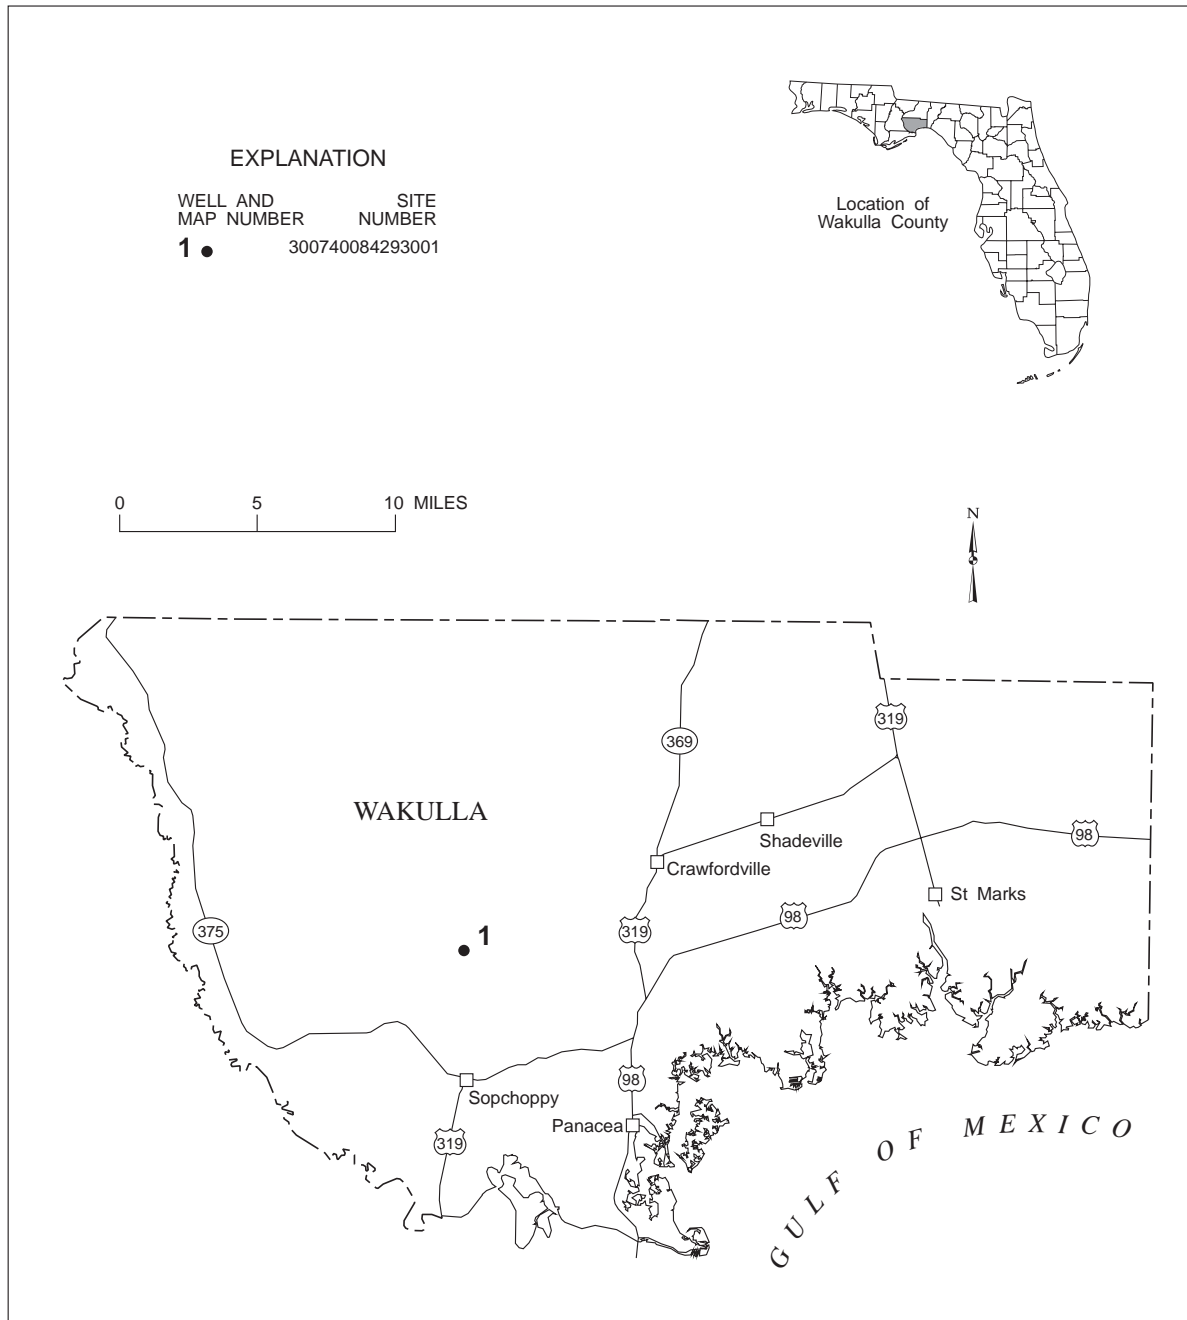 EXPLANATION
WELL AND MAP NUMBER
SITE NUMBER
1
300740084293001
Location of
Wakulla County
0 5 10 MILES
N
319
369
WAKULLA
Shadeville
98
Crawfordville
St Marks
98
319
375
1
98
Sopchoppy
Panacea
319
GULF OF MEXICO